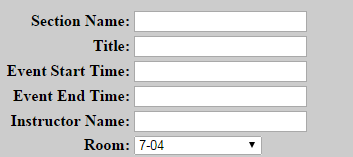 Section Name:
Title:
Event Start Time:
Event End Time:
Instructor Name:
Room: 7-04